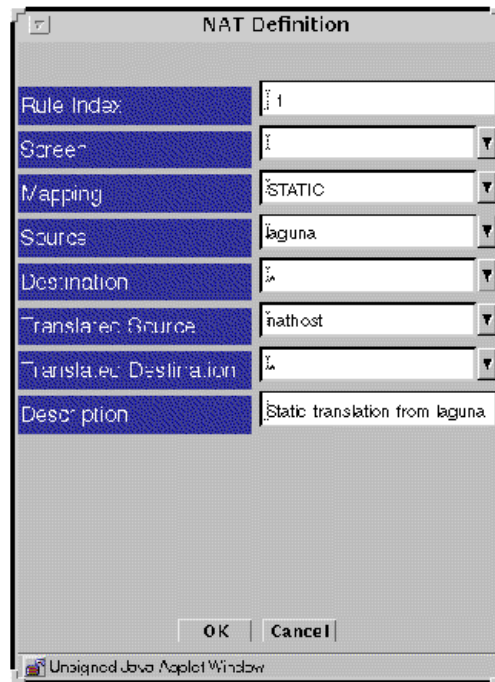 NAT Definition
Rule Index 1
Screen
Mapping STATIC
Source laguna
Destination *
Translated Source nathost
Translated Destination *
Description Static translation from laguna
OK Cancel
Unsigned Java Applet Window